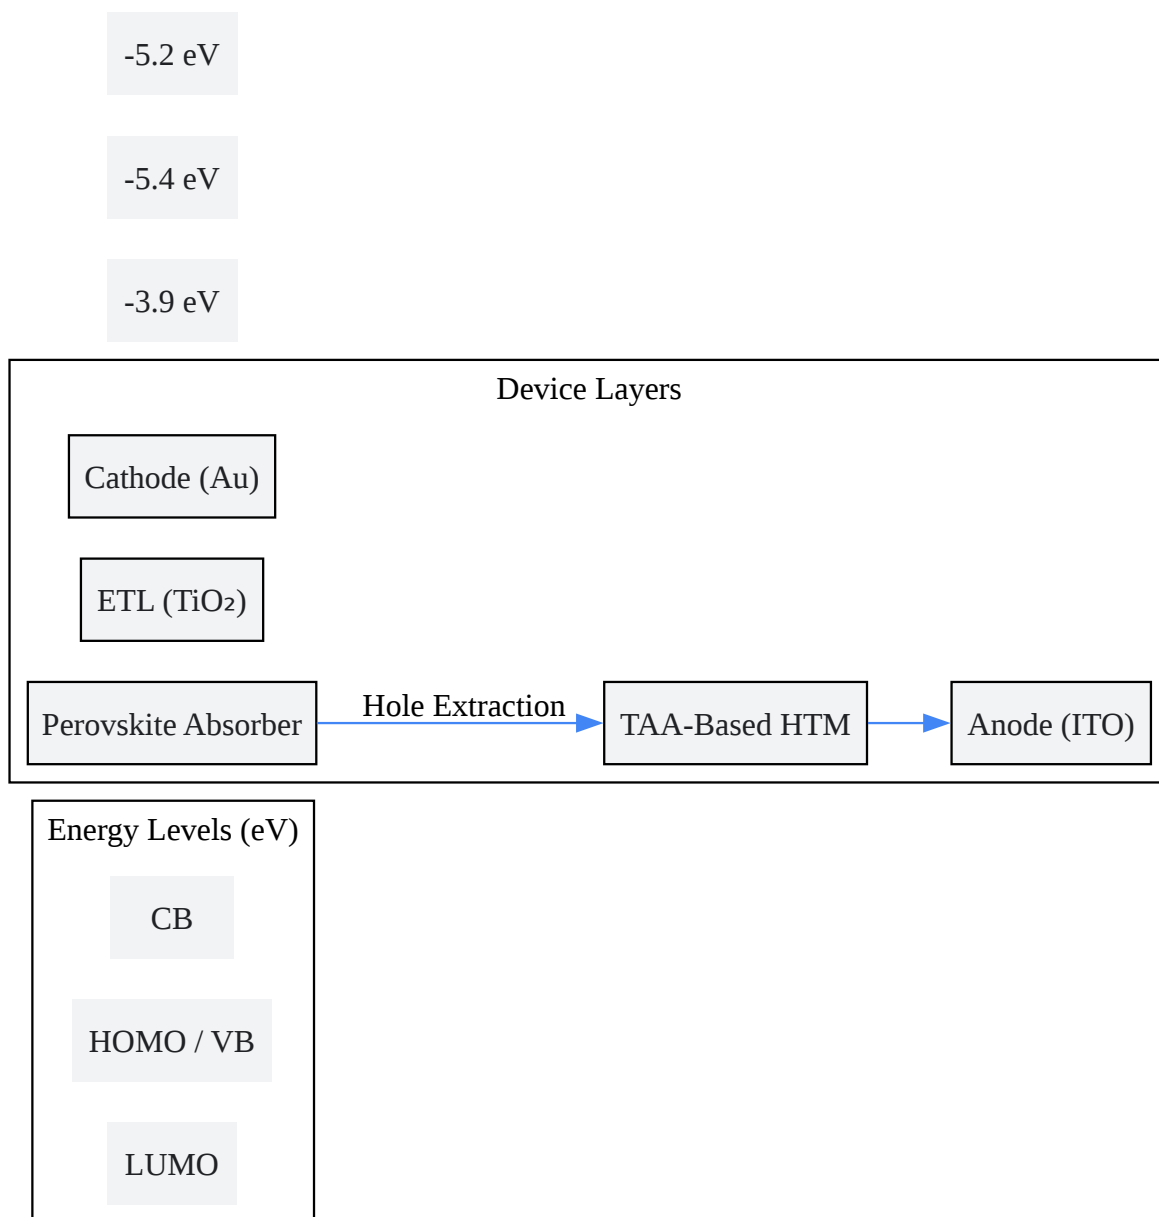 -5.2 eV
-5.4 eV
-3.9 eV
Device Layers
Cathode (Au)
ETL (TiO₂)
Perovskite Absorber
Hole Extraction
TAA-Based HTM
Anode (ITO)
Energy Levels (eV)
CB
HOMO / VB
LUMO